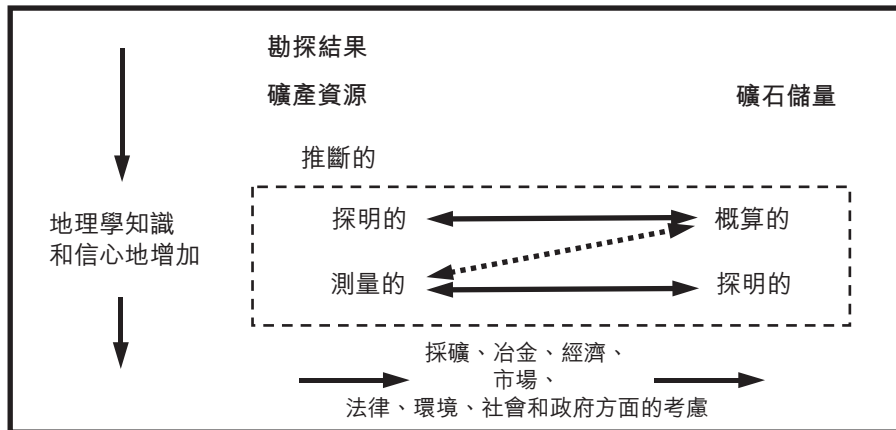 勘探結果
礦產資源
礦石儲量
推斷的
地理學知識
和信心地增加
探明的
概算的
測量的
探明的
採礦、冶金、經濟、
市場、
法律、環境、社會和政府方面的考慮